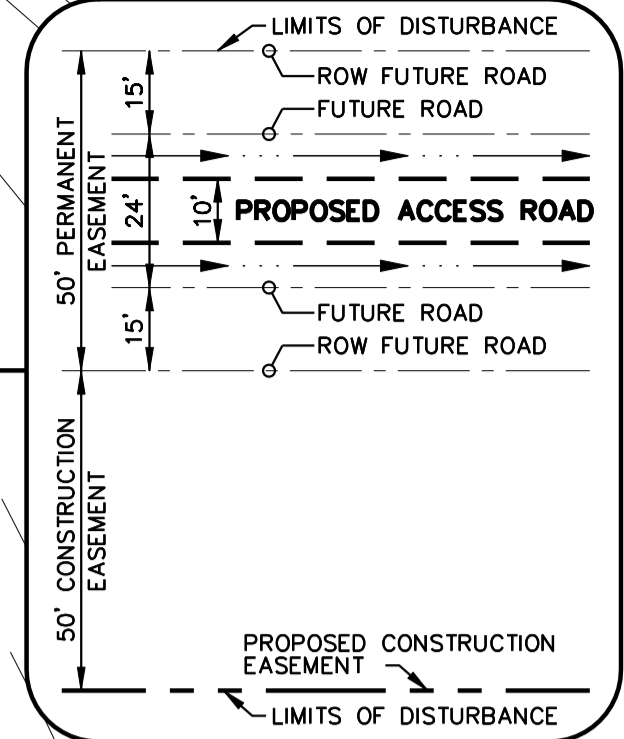 LIMITS OF DISTURBANCE
ROW FUTURE ROAD
FUTURE ROAD
15'
50' PERMANENT
EASEMENT
24'
10'
PROPOSED ACCESS ROAD
FUTURE ROAD
ROW FUTURE ROAD
15'
50' CONSTRUCTION
EASEMENT
PROPOSED CONSTRUCTION
EASEMENT
LIMITS OF DISTURBANCE